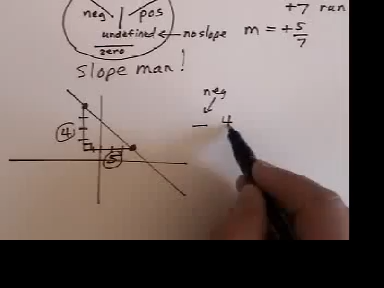 +7 run
neg pos
undefined ← no slope
m = +5/7
zero
slope man!
neg
4
- 4
5